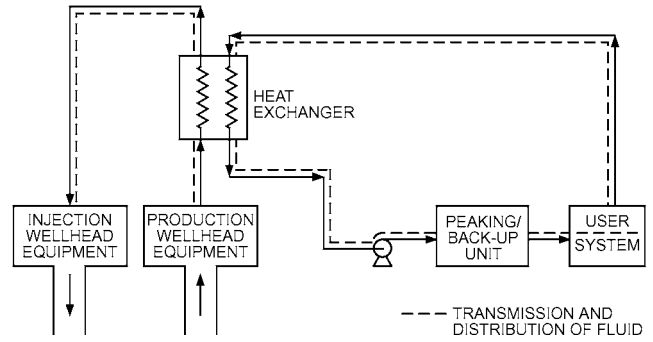 HEAT
EXCHANGER
INJECTION
WELLHEAD
EQUIPMENT
PRODUCTION
WELLHEAD
EQUIPMENT
PEAKING/
BACK-UP
UNIT
USER
SYSTEM
TRANSMISSION AND
DISTRIBUTION OF FLUID